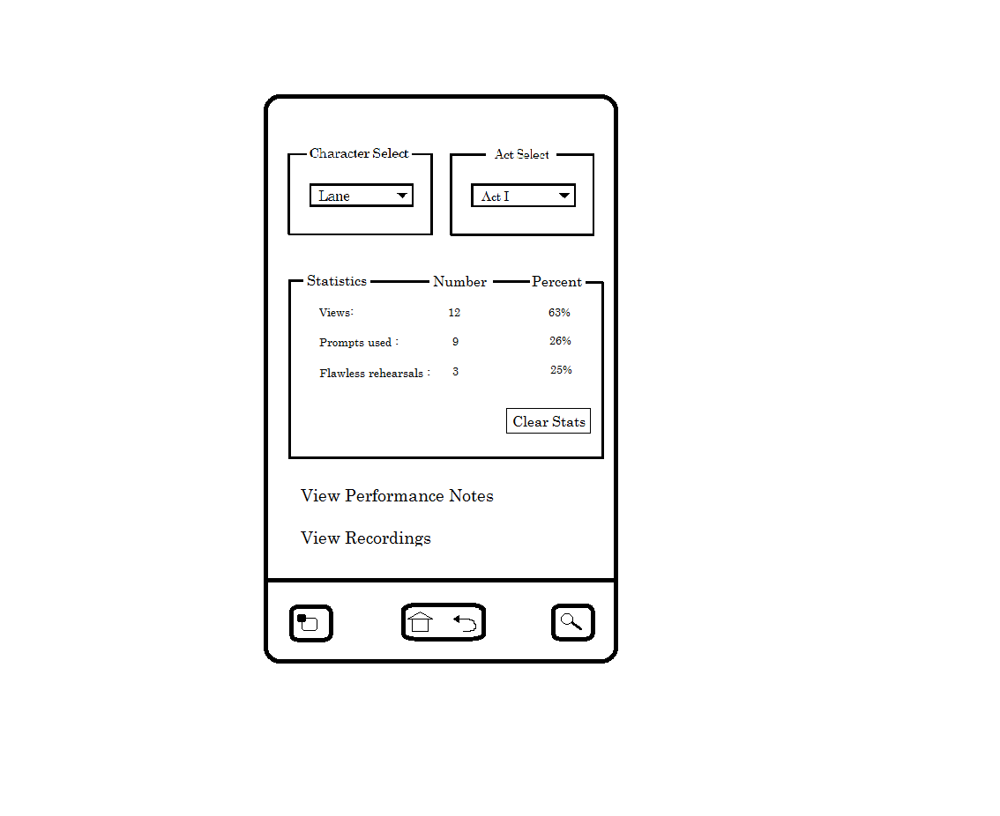 Character Select Act Select
Lane Act I
Statistics Number Percent
Views: 12 63%
Prompts used : 9 26%
Flawless rehearsals : 3 25%
Clear Stats
View Performance Notes
View Recordings